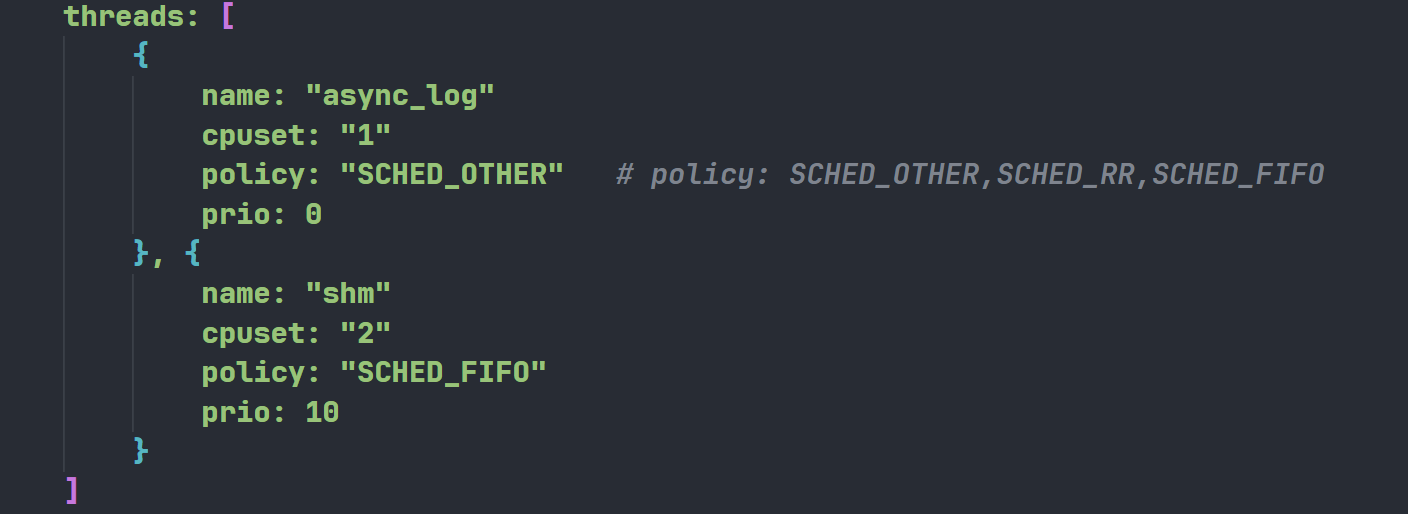 threads: [
    {
        name: "async_log"
        cpuset: "1"
        policy: "SCHED_OTHER"   # policy: SCHED_OTHER,SCHED_RR,SCHED_FIFO
        prio: 0
    }, {
        name: "shm"
        cpuset: "2"
        policy: "SCHED_FIFO"
        prio: 10
    }
]